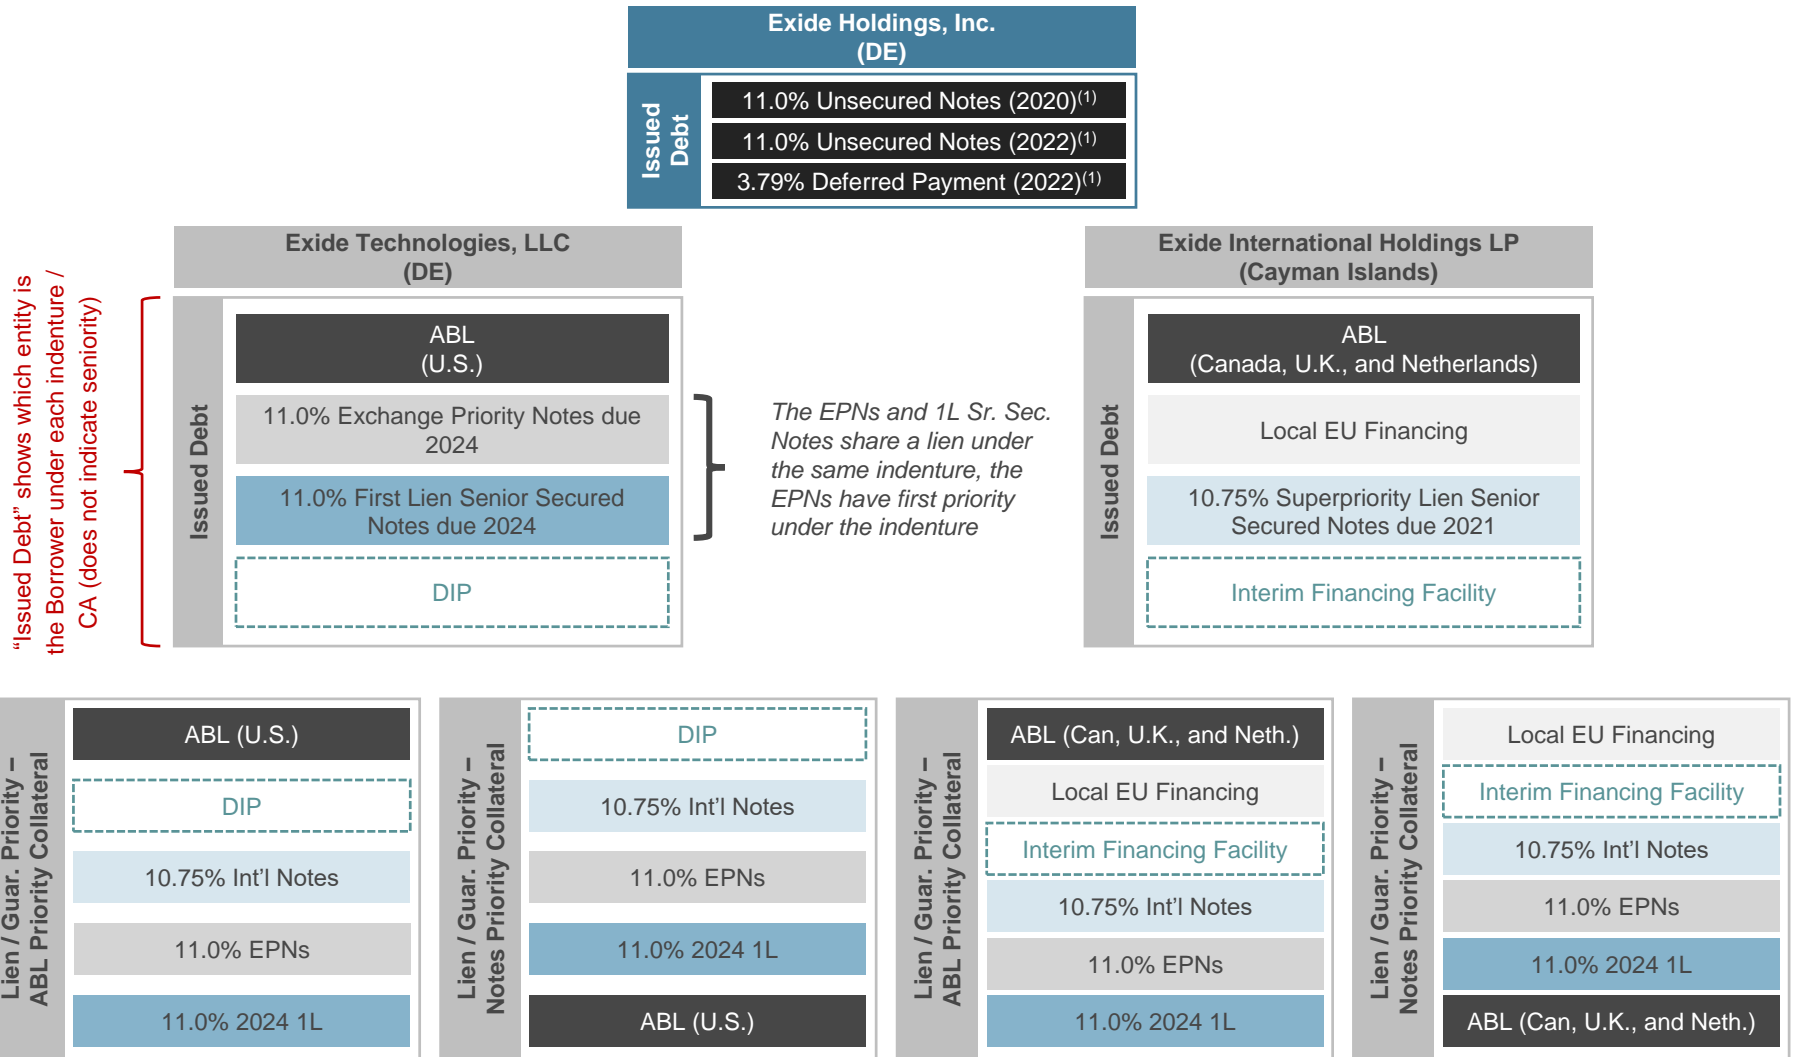 Exide Holdings, Inc.
(DE)
Issued
Debt
11.0% Unsecured Notes (2020)(1)
11.0% Unsecured Notes (2022)(1)
3.79% Deferred Payment (2022)(1)
“Issued Debt” shows which entity is
the Borrower under each indenture /
CA (does not indicate seniority)
Exide Technologies, LLC
(DE)
Issued Debt
ABL
(U.S.)
11.0% Exchange Priority Notes due
2024
11.0% First Lien Senior Secured
Notes due 2024
DIP
The EPNs and 1L Sr. Sec.
Notes share a lien under
the same indenture, the
EPNs have first priority
under the indenture
Exide International Holdings LP
(Cayman Islands)
Issued Debt
ABL
(Canada, U.K., and Netherlands)
Local EU Financing
10.75% Superpriority Lien Senior
Secured Notes due 2021
Interim Financing Facility
Lien / Guar. Priority –
ABL Priority Collateral
ABL (U.S.)
DIP
10.75% Int’l Notes
11.0% EPNs
11.0% 2024 1L
Lien / Guar. Priority –
Notes Priority Collateral
DIP
10.75% Int’l Notes
11.0% EPNs
11.0% 2024 1L
ABL (U.S.)
Lien / Guar. Priority –
ABL Priority Collateral
ABL (Can, U.K., and Neth.)
Local EU Financing
Interim Financing Facility
10.75% Int’l Notes
11.0% EPNs
11.0% 2024 1L
Lien / Guar. Priority –
Notes Priority Collateral
Local EU Financing
Interim Financing Facility
10.75% Int’l Notes
11.0% EPNs
11.0% 2024 1L
ABL (Can, U.K., and Neth.)